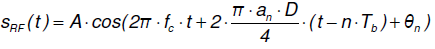 s_RF(t) = A·cos(2π·f_c·t + 2·(π·a_n·D)/4·(t − n·T_b) + θ_n)